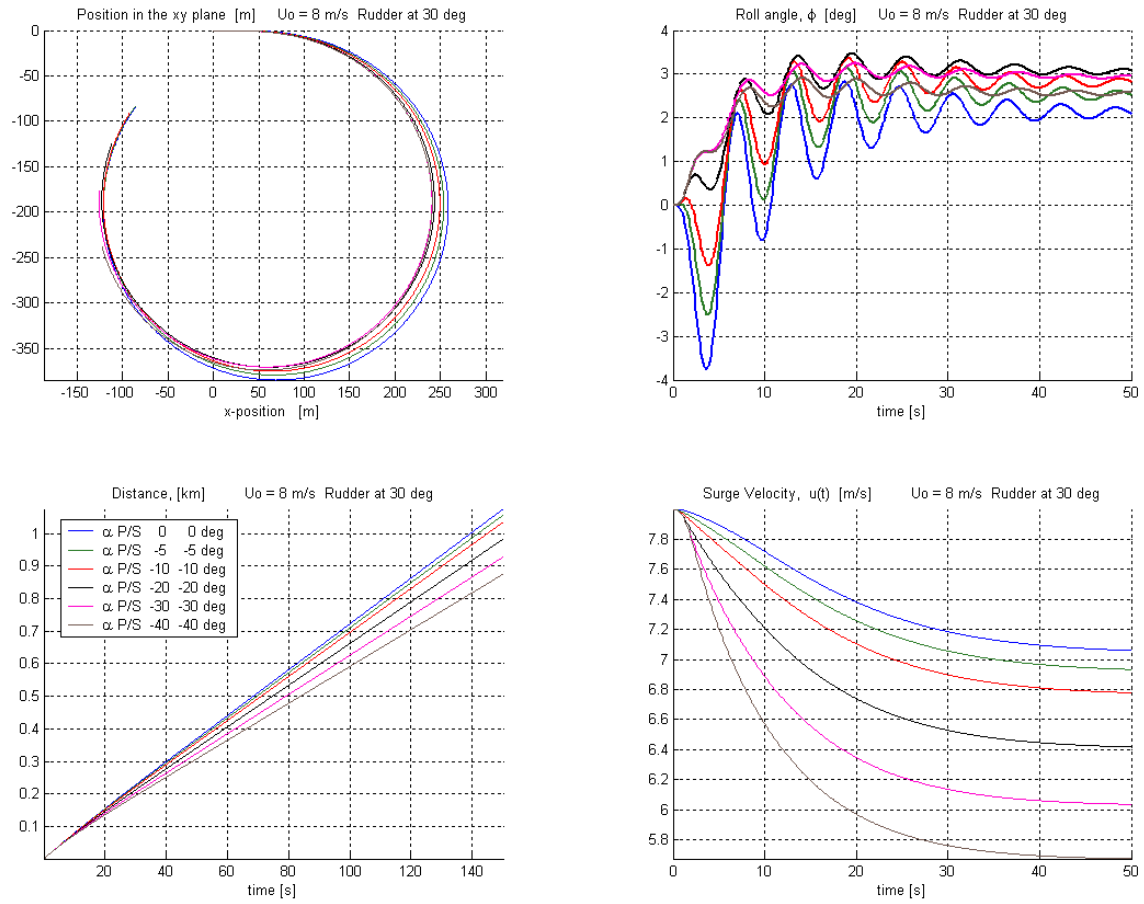 Position in the xy plane [m] Uo = 8 m/s Rudder at 30 deg
0
-50
-100
-150
-200
-250
-300
-350
-150 -100 -50 0 50 100 150 200 250 300
x-position [m]
Roll angle, ϕ [deg] Uo = 8 m/s Rudder at 30 deg
4
3
2
1
0
-1
-2
-3
-4
0 10 20 30 40 50
time [s]
Distance, [km] Uo = 8 m/s Rudder at 30 deg
1
0.9
0.8
0.7
0.6
0.5
0.4
0.3
0.2
0.1
α P/S 0 0 deg
α P/S -5 -5 deg
α P/S -10 -10 deg
α P/S -20 -20 deg
α P/S -30 -30 deg
α P/S -40 -40 deg
20 40 60 80 100 120 140
time [s]
Surge Velocity, u(t) [m/s] Uo = 8 m/s Rudder at 30 deg
7.8
7.6
7.4
7.2
7
6.8
6.6
6.4
6.2
6
5.8
0 10 20 30 40 50
time [s]